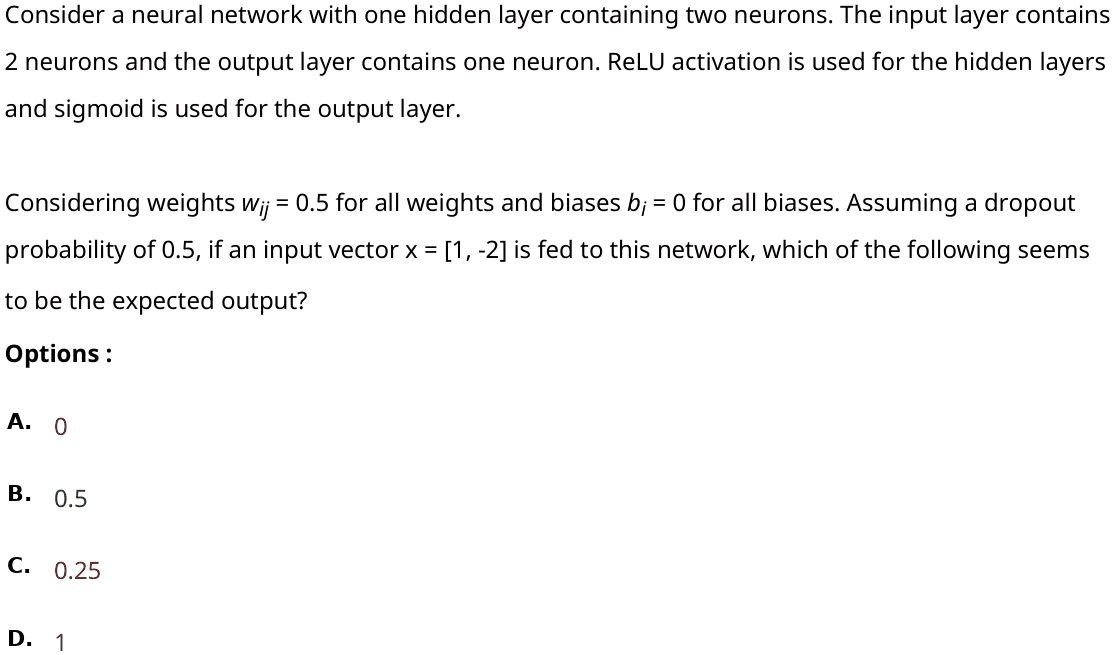 Consider a neural network with one hidden layer containing two neurons. The input layer contains
2 neurons and the output layer contains one neuron. ReLU activation is used for the hidden layers
and sigmoid is used for the output layer.
Considering weights wij = 0.5 for all weights and biases bi = 0 for all biases. Assuming a dropout
probability of 0.5, if an input vector x = [1, -2] is fed to this network, which of the following seems
to be the expected output?
Options :
A. 0
B. 0.5
C. 0.25
D. 1